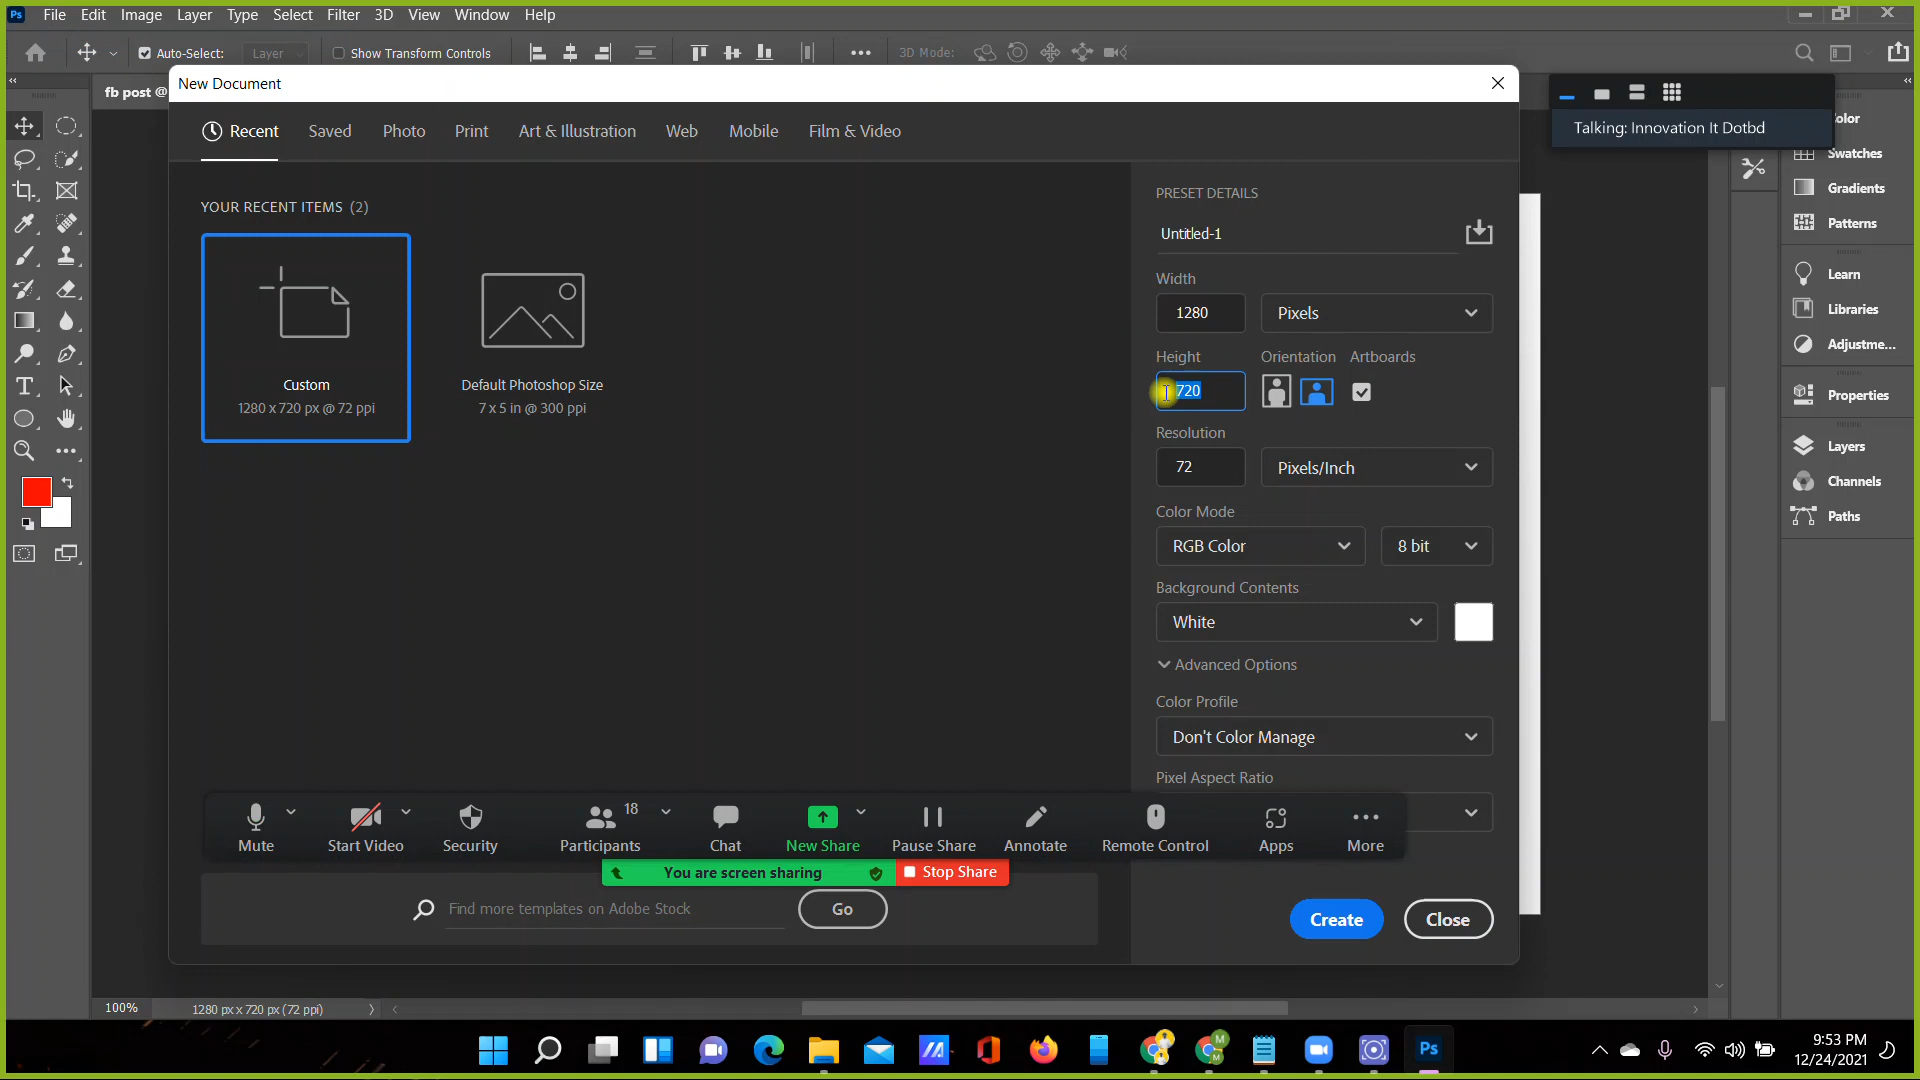 Ps File Edit Image Layer Type Select Filter 3D View Window Help
Auto-Select: Layer Show Transform Controls 3D Mode:
fb post @
New Document
Recent Saved Photo Print Art & Illustration Web Mobile Film & Video
YOUR RECENT ITEMS (2)
Custom
1280 x 720 px @ 72 ppi
Default Photoshop Size
7 x 5 in @ 300 ppi
PRESET DETAILS
Untitled-1
Width
1280 Pixels
Height Orientation Artboards
720
Resolution
72 Pixels/Inch
Color Mode
RGB Color 8 bit
Background Contents
White
Advanced Options
Color Profile
Don't Color Manage
Pixel Aspect Ratio
Talking: Innovation It Dotbd
olor
Swatches
Gradients
Patterns
Learn
Libraries
Adjustme...
Properties
Layers
Channels
Paths
18
Mute Start Video Security Participants Chat New Share Pause Share Annotate Remote Control Apps More
You are screen sharing Stop Share
Find more templates on Adobe Stock Go
Create Close
100% 1280 px x 720 px (72 ppi)
M
M
Ps
9:53 PM
12/24/2021